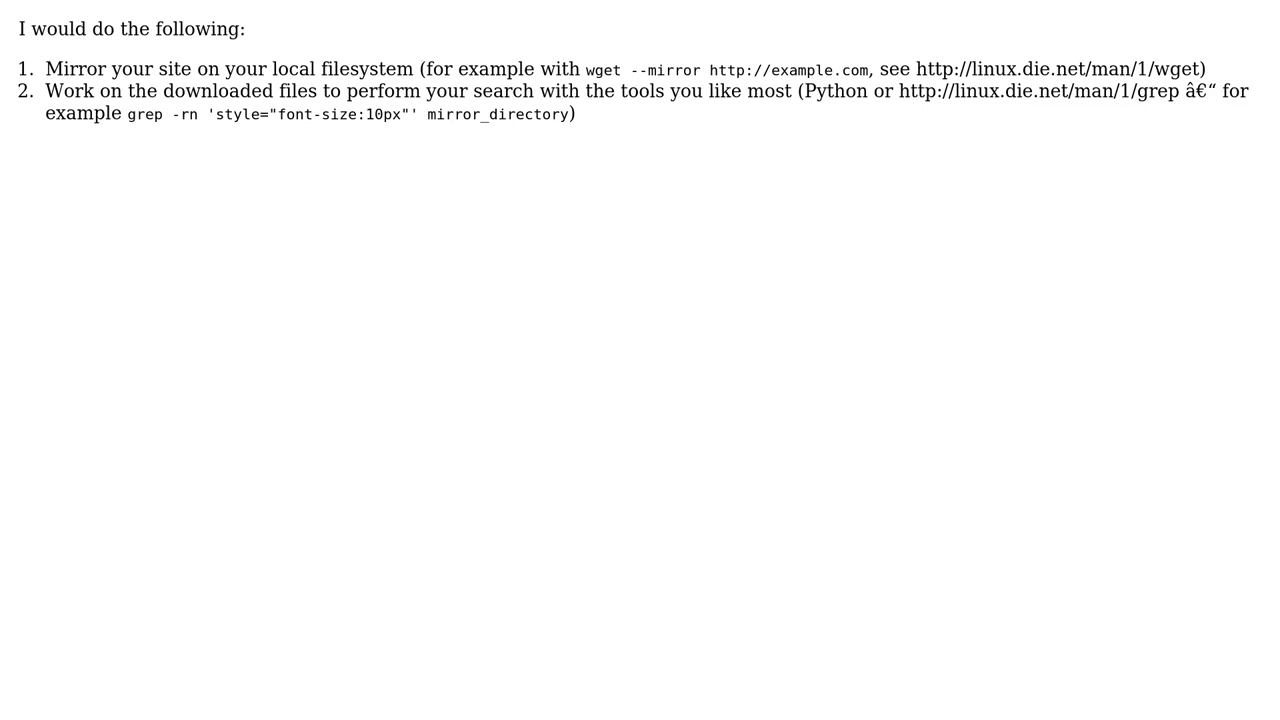 I would do the following:
1. Mirror your site on your local filesystem (for example with wget --mirror http://example.com, see http://linux.die.net/man/1/wget)
2. Work on the downloaded files to perform your search with the tools you like most (Python or http://linux.die.net/man/1/grep â€“ for
example grep -rn 'style="font-size:10px"' mirror_directory)